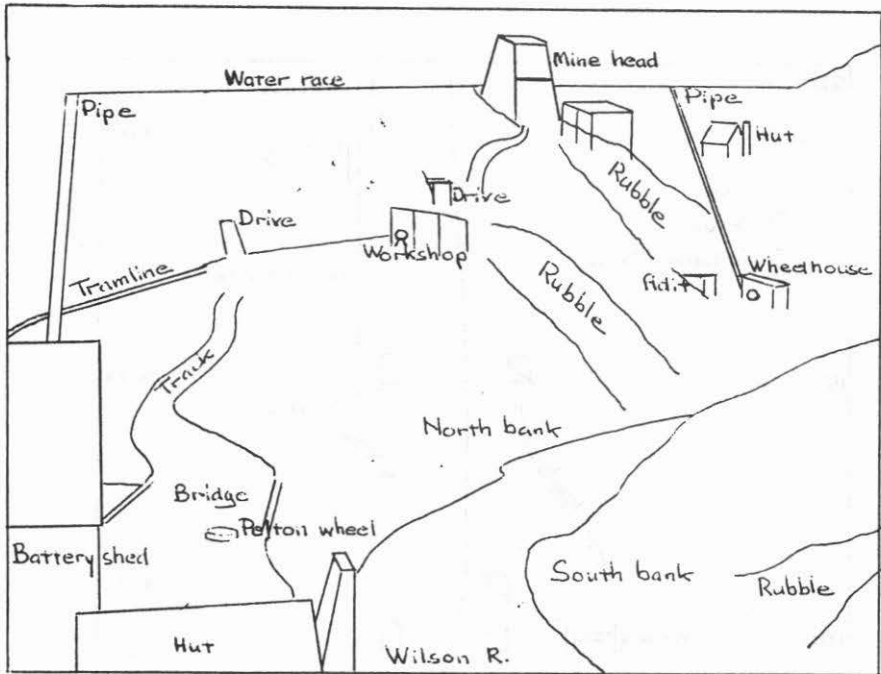 Mine head
Water race
Pipe
Pipe
Hut
Rubble
Drive
Drive
Workshop
Wheelhouse
Adit
Tramline
Rubble
Track
North bank
Bridge
Pelton wheel
Battery shed
South bank
Rubble
Hut
Wilson R.